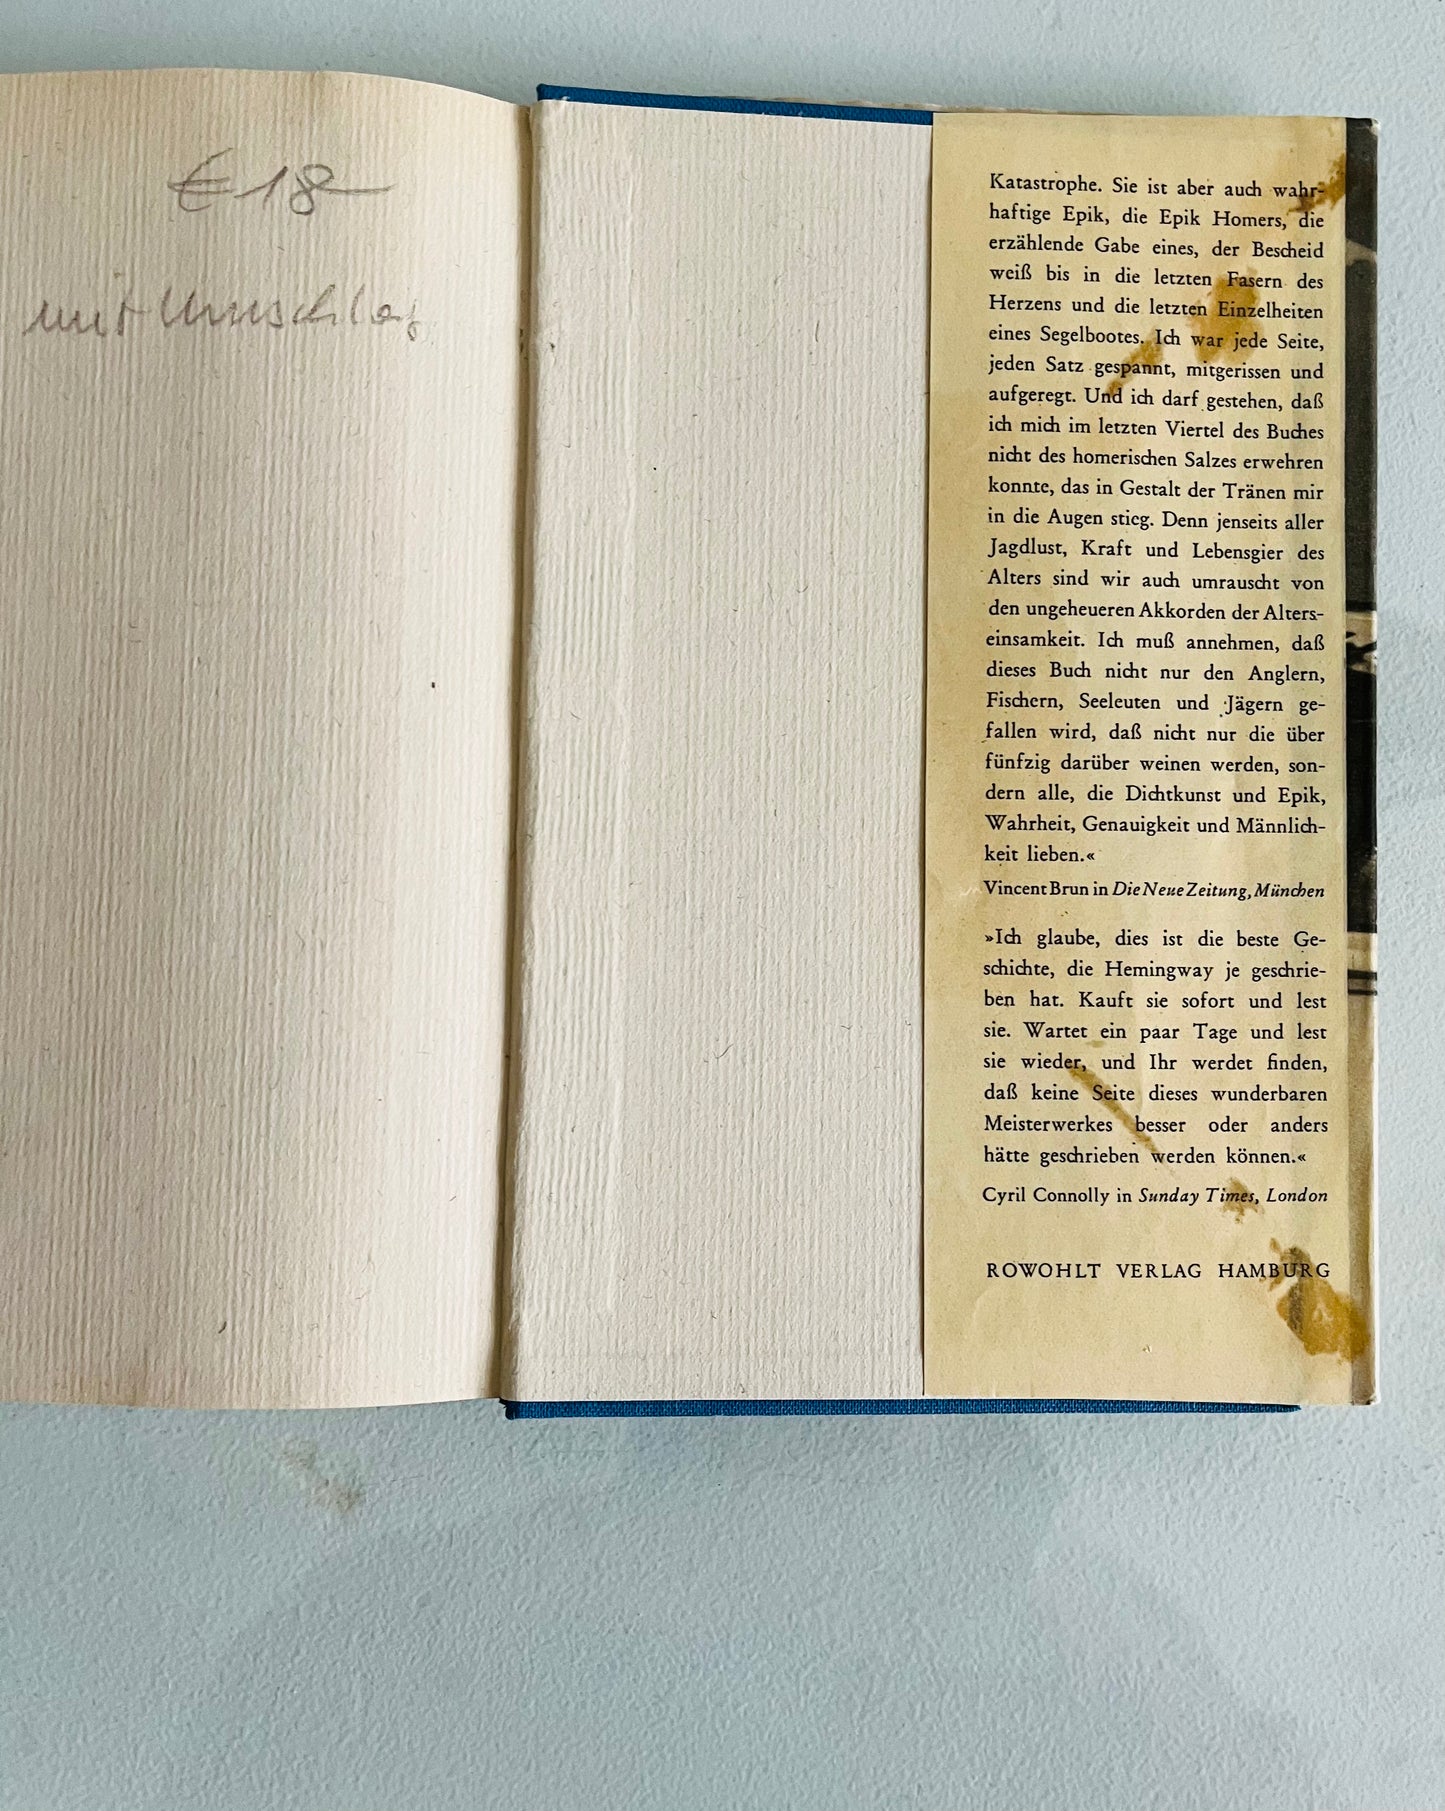 € 18
mit Umschlag
Katastrophe. Sie ist aber auch wahr-
haftige Epik, die Epik Homers, die
erzählende Gabe eines, der Bescheid
weiß bis in die letzten Fasern des
Herzens und die letzten Einzelheiten
eines Segelbootes. Ich war jede Seite,
jeden Satz gespannt, mitgerissen und
aufgeregt. Und ich darf gestehen, daß
ich mich im letzten Viertel des Buches
nicht des homerischen Salzes erwehren
konnte, das in Gestalt der Tränen mir
in die Augen stieg. Denn jenseits aller
Jagdlust, Kraft und Lebensgier des
Alters sind wir auch umrauscht von
den ungeheueren Akkorden der Alters-
einsamkeit. Ich muß annehmen, daß
dieses Buch nicht nur den Anglern,
Fischern, Seeleuten und Jägern ge-
fallen wird, daß nicht nur die über
fünfzig darüber weinen werden, son-
dern alle, die Dichtkunst und Epik,
Wahrheit, Genauigkeit und Männlich-
keit lieben.«
Vincent Brun in Die Neue Zeitung, München
»Ich glaube, dies ist die beste Ge-
schichte, die Hemingway je geschrie-
ben hat. Kauft sie sofort und lest
sie. Wartet ein paar Tage und lest
sie wieder, und Ihr werdet finden,
daß keine Seite dieses wunderbaren
Meisterwerkes besser oder anders
hätte geschrieben werden können.«
Cyril Connolly in Sunday Times, London
ROWOHLT VERLAG HAMBURG